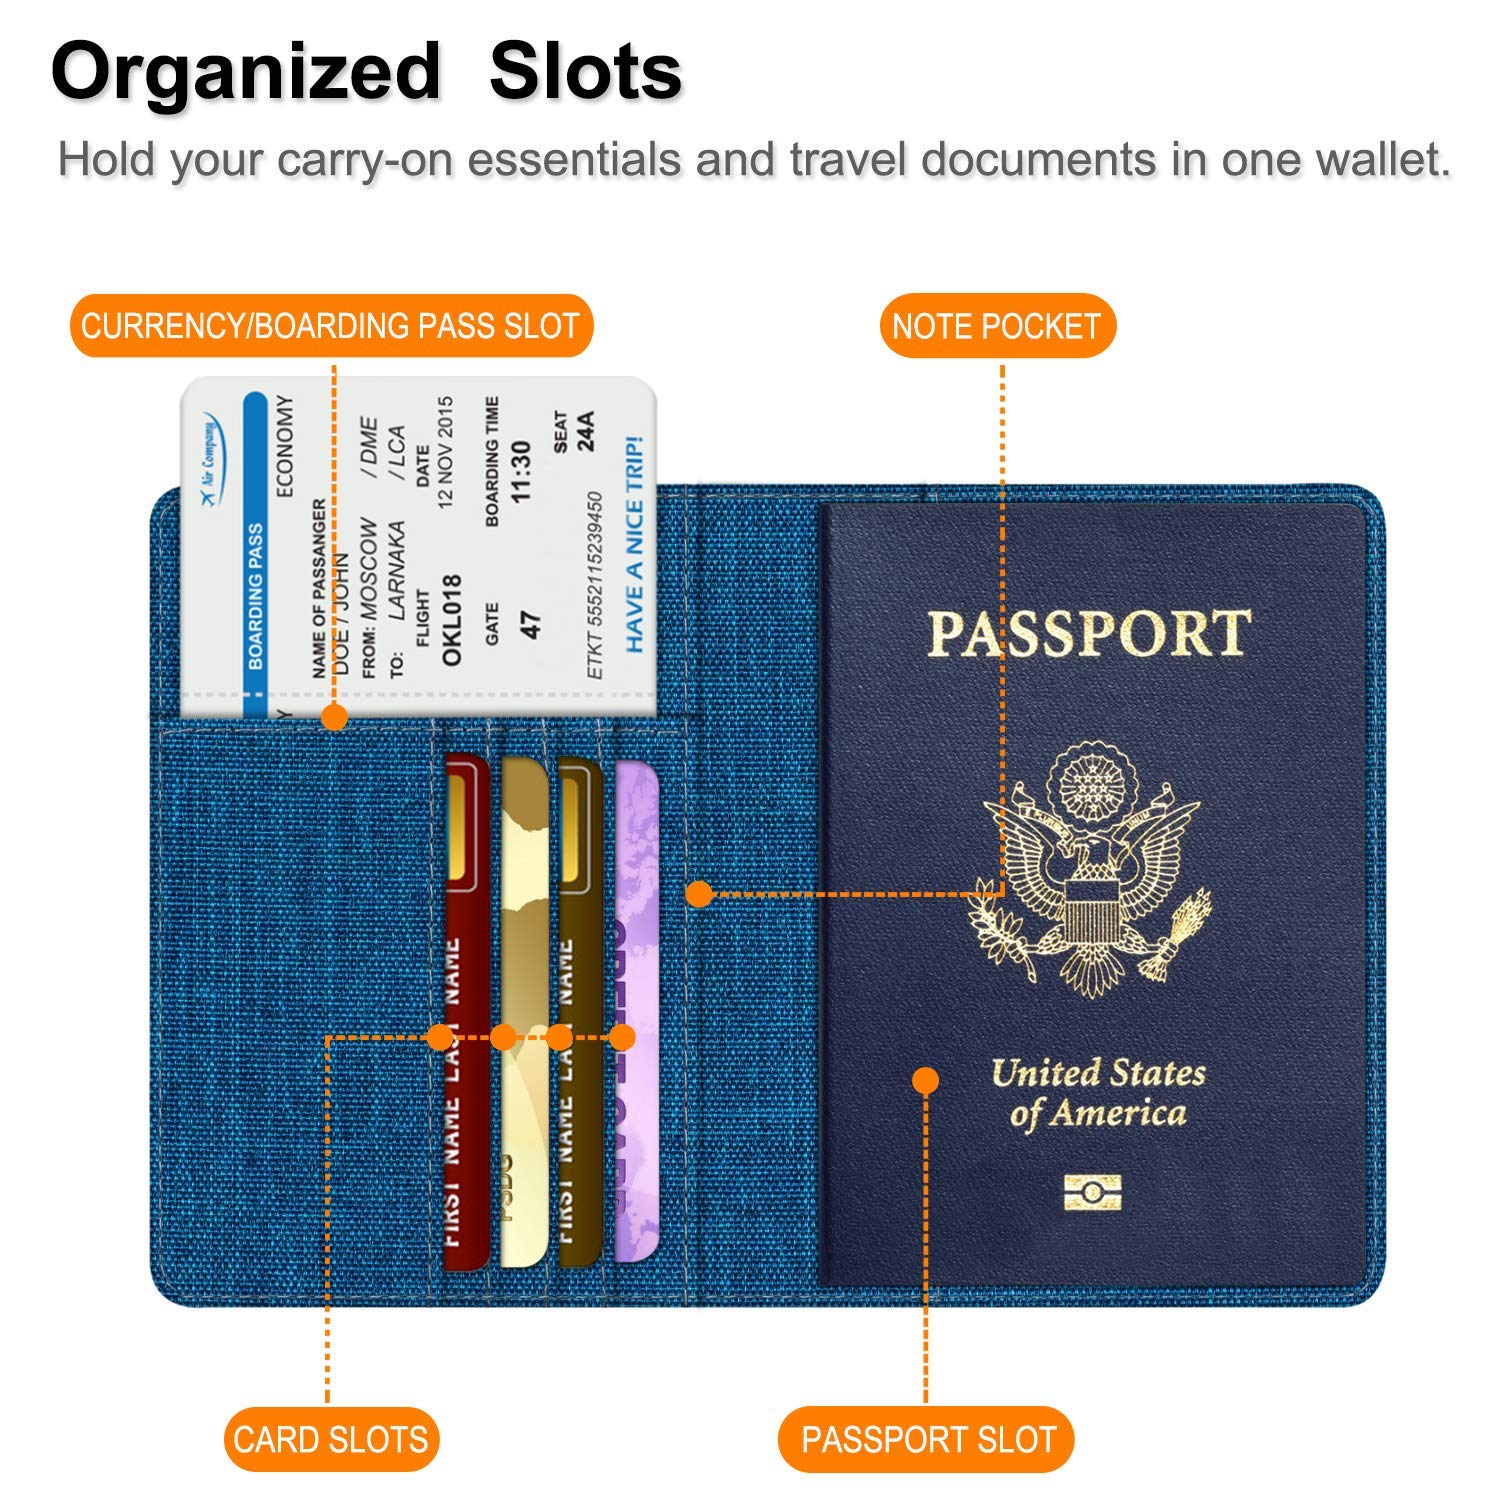 Organized Slots
Hold your carry-on essentials and travel documents in one wallet.
CURRENCY/BOARDING PASS SLOT
NOTE POCKET
Air Company
BOARDING PASS
ECONOMY
Y
NAME OF PASSANGER
DOE / JOHN
FROM: MOSCOW / DME
TO: LARNAKA / LCA
FLIGHT DATE
OKL018 12 NOV 2015
GATE BOARDING TIME
47 11:30
SEAT
24A
ETKT 5552115239450
HAVE A NICE TRIP!
FIRST NAME LAST NAME
PSDG
FIRST NAME LAST NAME
CREDIT CARD
PASSPORT
United States
of America
CARD SLOTS
PASSPORT SLOT